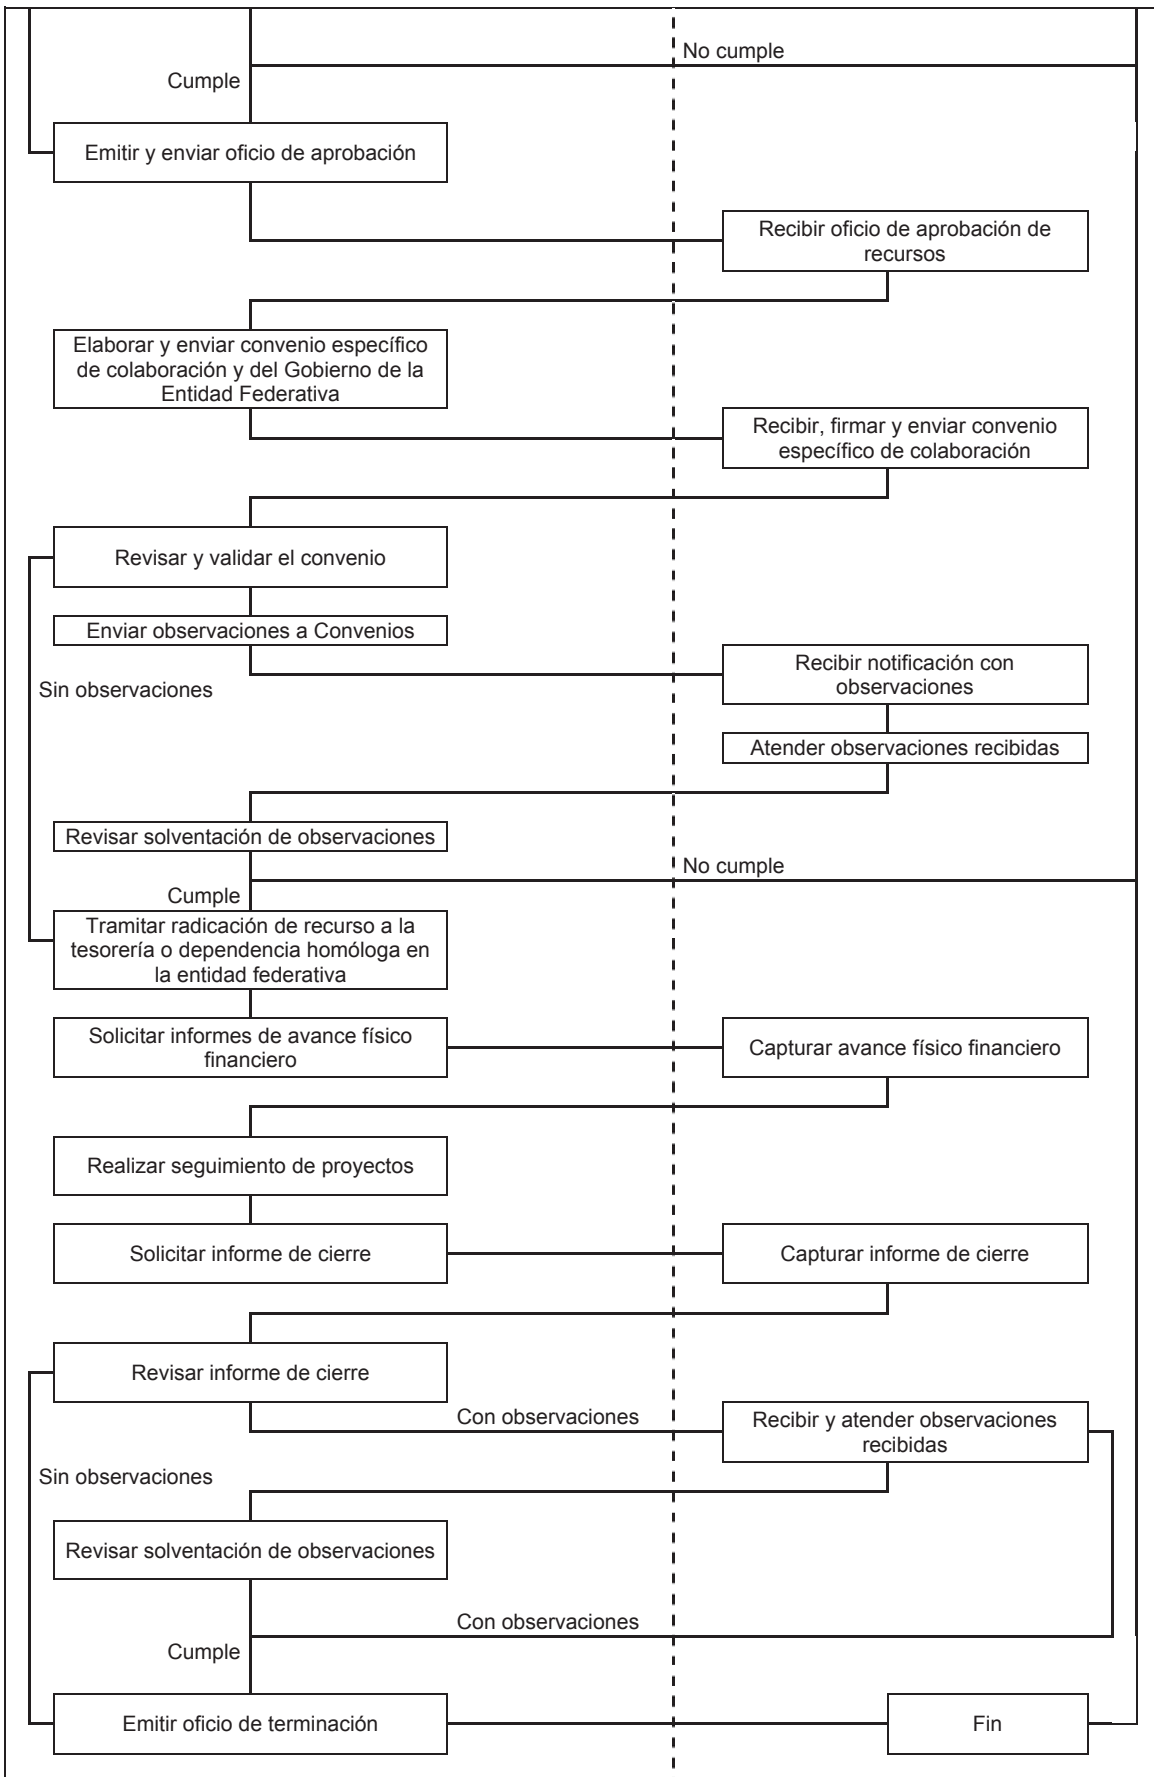 No cumple
Cumple
Emitir y enviar oficio de aprobación
Recibir oficio de aprobación de
recursos
Elaborar y enviar convenio específico
de colaboración y del Gobierno de la
Entidad Federativa
Recibir, firmar y enviar convenio
específico de colaboración
Revisar y validar el convenio
Enviar observaciones a Convenios
Recibir notificación con
observaciones
Sin observaciones
Atender observaciones recibidas
Revisar solventación de observaciones
No cumple
Cumple
Tramitar radicación de recurso a la
tesorería o dependencia homóloga en
la entidad federativa
Solicitar informes de avance físico
financiero
Capturar avance físico financiero
Realizar seguimiento de proyectos
Solicitar informe de cierre
Capturar informe de cierre
Revisar informe de cierre
Con observaciones
Recibir y atender observaciones
recibidas
Sin observaciones
Revisar solventación de observaciones
Con observaciones
Cumple
Emitir oficio de terminación
Fin